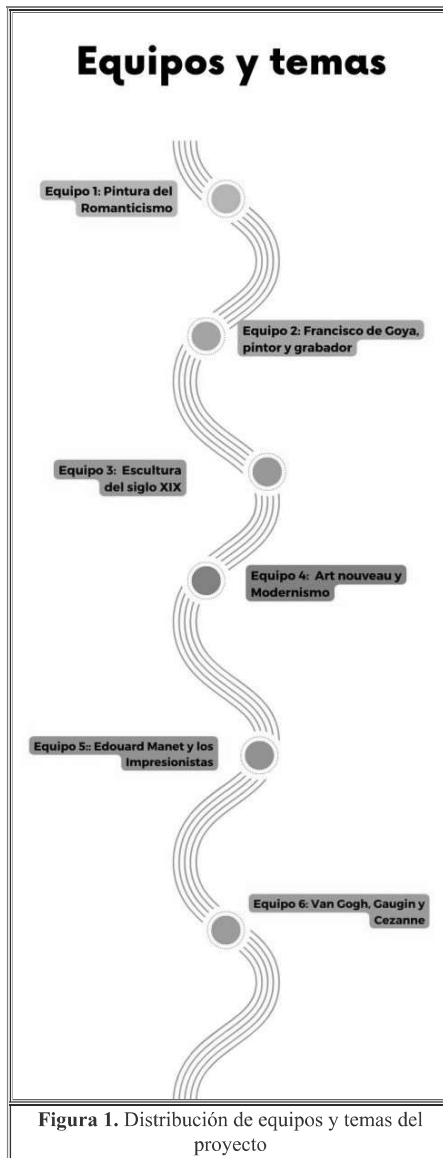 Equipos y temas
Equipo 1: Pintura del
Romanticismo
Equipo 2: Francisco de Goya,
pintor y grabador
Equipo 3: Escultura
del siglo XIX
Equipo 4: Art nouveau y
Modernismo
Equipo 5:: Edouard Manet y los
Impresionistas
Equipo 6: Van Gogh, Gaugin y
Cezanne
Figura 1. Distribución de equipos y temas del
proyecto